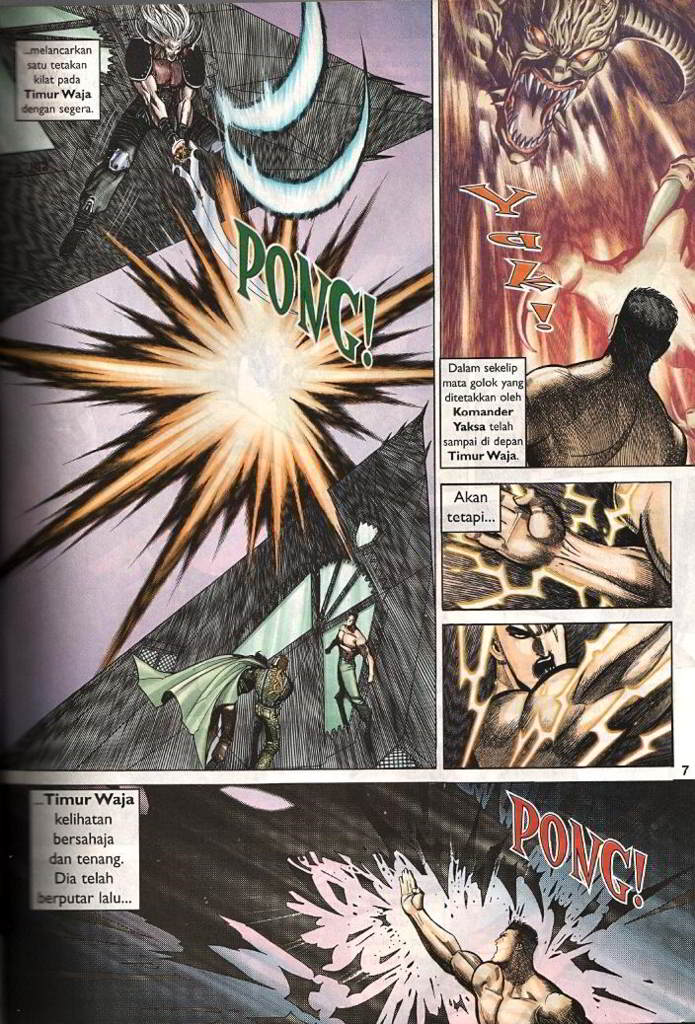 ...melancarkan
satu tetakan
kilat pada
Timur Waja
dengan segera.
PONG!
Yak!
Dalam sekelip
mata golok yang
ditetakkan oleh
Komander
Yaksa telah
sampai di depan
Timur Waja.
Akan
tetapi...
7
...Timur Waja
kelihatan
bersahaja
dan tenang.
Dia telah
berputar lalu...
PONG!